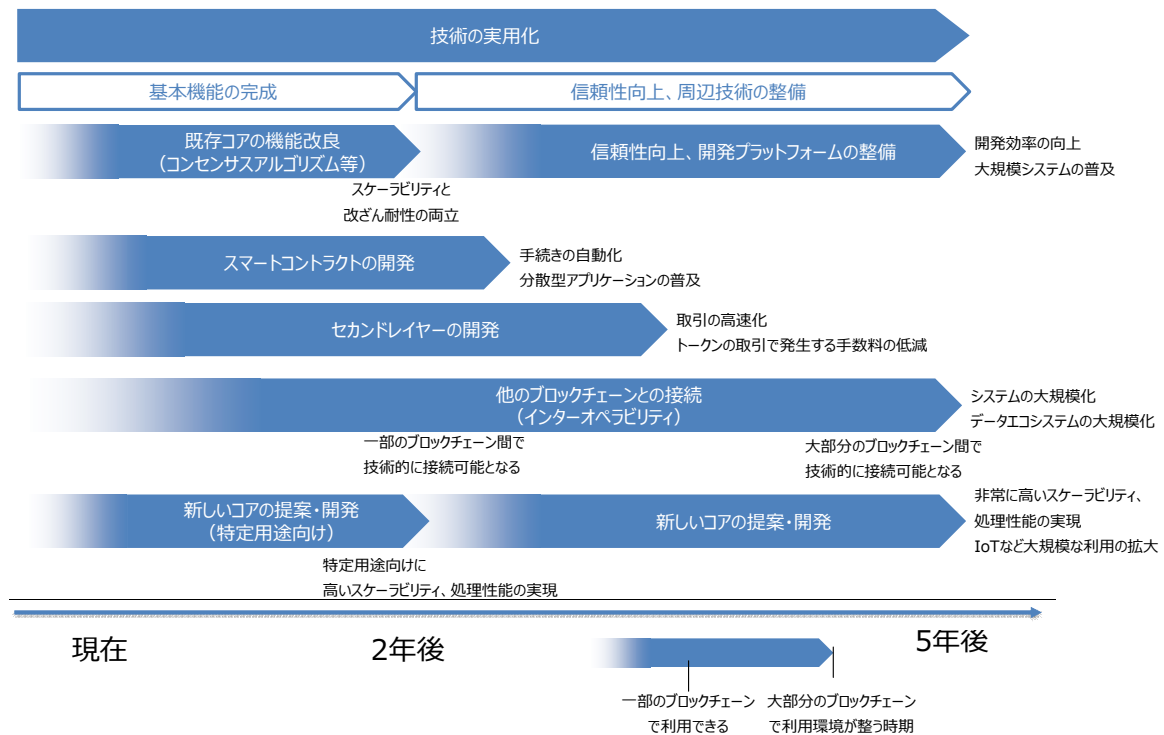 技術の実用化
基本機能の完成
信頼性向上、周辺技術の整備
既存コアの機能改良
（コンセンサスアルゴリズム等）
信頼性向上、開発プラットフォームの整備
開発効率の向上
大規模システムの普及
スケーラビリティと
改ざん耐性の両立
スマートコントラクトの開発
手続きの自動化
分散型アプリケーションの普及
セカンドレイヤーの開発
取引の高速化
トークンの取引で発生する手数料の低減
他のブロックチェーンとの接続
（インターオペラビリティ）
システムの大規模化
データエコシステムの大規模化
一部のブロックチェーン間で
技術的に接続可能となる
大部分のブロックチェーン間で
技術的に接続可能となる
新しいコアの提案・開発
（特定用途向け）
新しいコアの提案・開発
非常に高いスケーラビリティ、
処理性能の実現
IoTなど大規模な利用の拡大
特定用途向けに
高いスケーラビリティ、処理性能の実現
現在
2年後
5年後
一部のブロックチェーン
で利用できる
大部分のブロックチェーン
で利用環境が整う時期